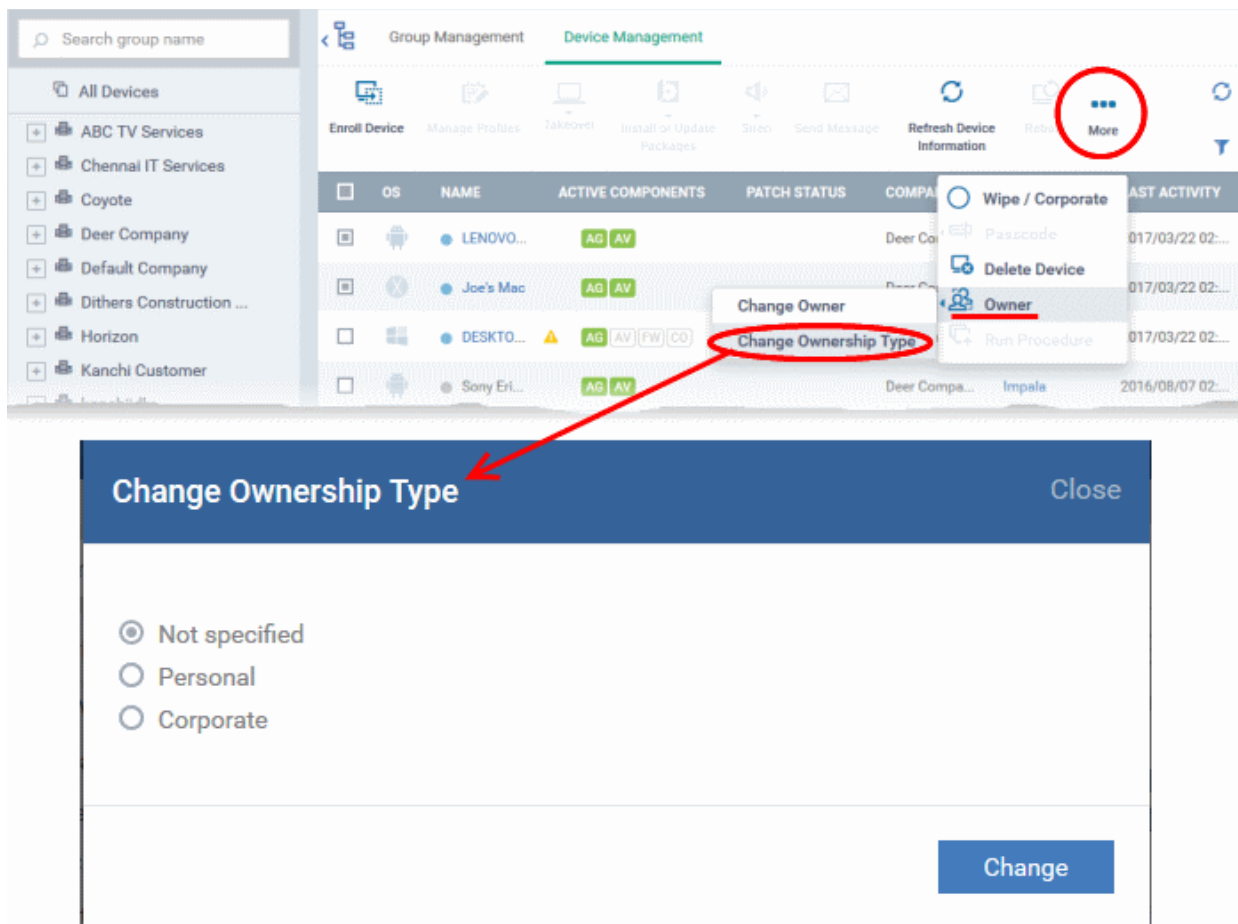 Search group name
Group Management Device Management
All Devices
ABC TV Services
Chennai IT Services
Coyote
Deer Company
Default Company
Dithers Construction ...
Horizon
Kanchi Customer
Enroll Device Manage Profiles Takeover Install or Update Packages Siren Send Message Refresh Device Information More
OS NAME ACTIVE COMPONENTS PATCH STATUS AST ACTIVITY
LENOVO... AG AV 017/03/22 02:...
Joe's Mac AG AV 017/03/22 02:...
DESKTO... AG AV FW CO 017/03/22 02:...
Sony Eri... AG AV Deer Compa... Impala 2016/08/07 02:...
Wipe / Corporate
Passcode
Delete Device
Owner
Run Procedure
Change Owner
Change Ownership Type
Change Ownership Type Close
Not specified
Personal
Corporate
Change